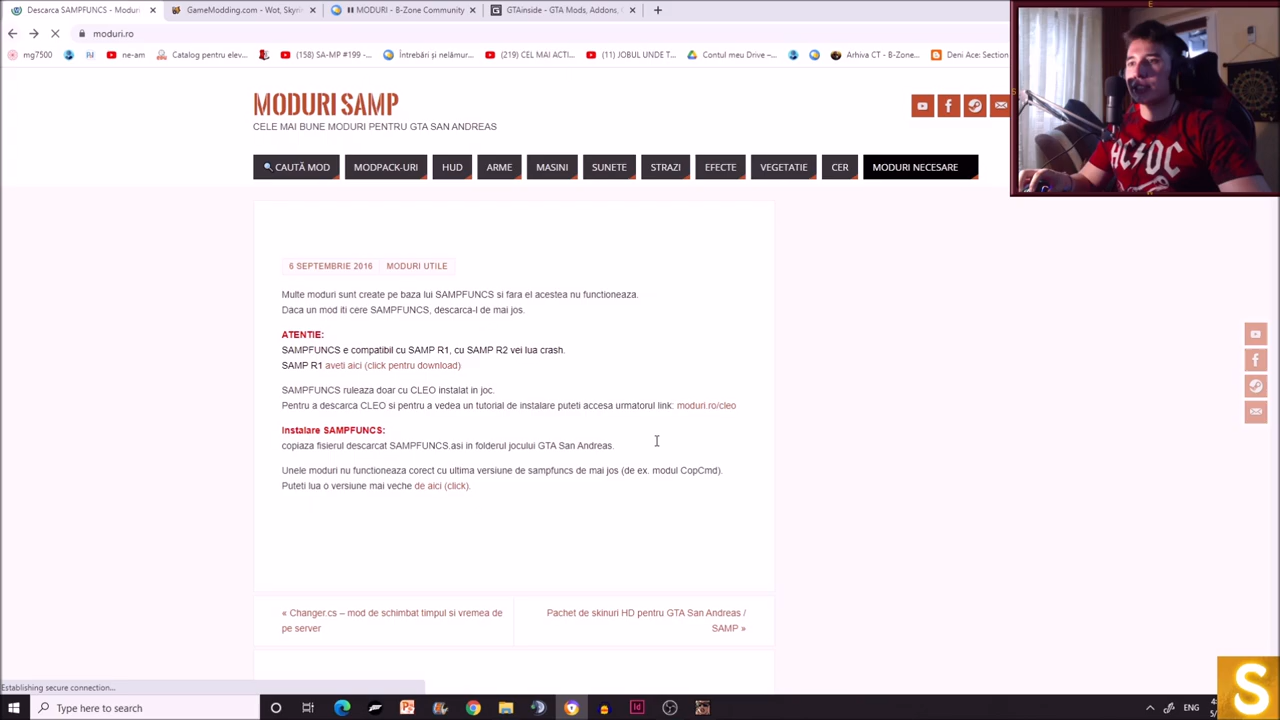 Descarca SAMPFUNCS - Moduri
GameModding.com - Wot, Skyrim
MODURI - B-Zone Community
GTAinside - GTA Mods, Addons,
moduri.ro
mg7500
ne-am
Catalog pentru elev...
(158) SA-MP #199 -...
Întrebări și nelămur...
(219) CEL MAI ACTI...
(11) JOBUL UNDE T...
Contul meu Drive –...
Arhiva CT - B-Zone...
Deni Ace: Section
MODURI SAMP
CELE MAI BUNE MODURI PENTRU GTA SAN ANDREAS
CAUTĂ MOD
MODPACK-URI
HUD
ARME
MASINI
SUNETE
STRAZI
EFECTE
VEGETATIE
CER
MODURI NECESARE
AC/DC
6 SEPTEMBRIE 2016
MODURI UTILE
Multe moduri sunt create pe baza lui SAMPFUNCS si fara el acestea nu functioneaza.
Daca un mod iti cere SAMPFUNCS, descarca-l de mai jos.
ATENTIE:
SAMPFUNCS e compatibil cu SAMP R1, cu SAMP R2 vei lua crash.
SAMP R1 aveti aici (click pentru download)
SAMPFUNCS ruleaza doar cu CLEO instalat in joc.
Pentru a descarca CLEO si pentru a vedea un tutorial de instalare puteti accesa urmatorul link: moduri.ro/cleo
Instalare SAMPFUNCS:
copiaza fisierul descarcat SAMPFUNCS.asi in folderul jocului GTA San Andreas.
Unele moduri nu functioneaza corect cu ultima versiune de sampfuncs de mai jos (de ex. modul CopCmd).
Puteti lua o versiune mai veche de aici (click).
« Changer.cs – mod de schimbat timpul si vremea de
pe server
Pachet de skinuri HD pentru GTA San Andreas /
SAMP »
Establishing secure connection...
Type here to search
ENG
S